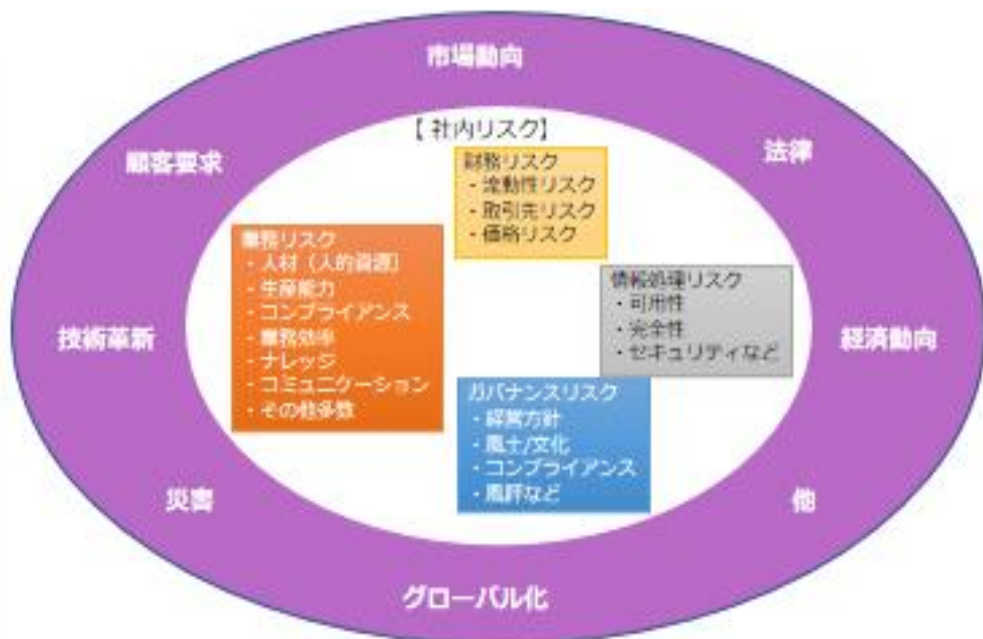 市場動向
顧客要求
法律
【 社内リスク】
財務リスク
・流動性リスク
・取引先リスク
・価格リスク
業務リスク
・人材（人的資源）
・生産能力
・コンプライアンス
・業務効率
・ナレッジ
・コミュニケーション
・その他多数
情報処理リスク
・可用性
・完全性
・セキュリティなど
技術革新
経済動向
ガバナンスリスク
・経営方針
・風土/文化
・コンプライアンス
・風評など
災害
他
グローバル化